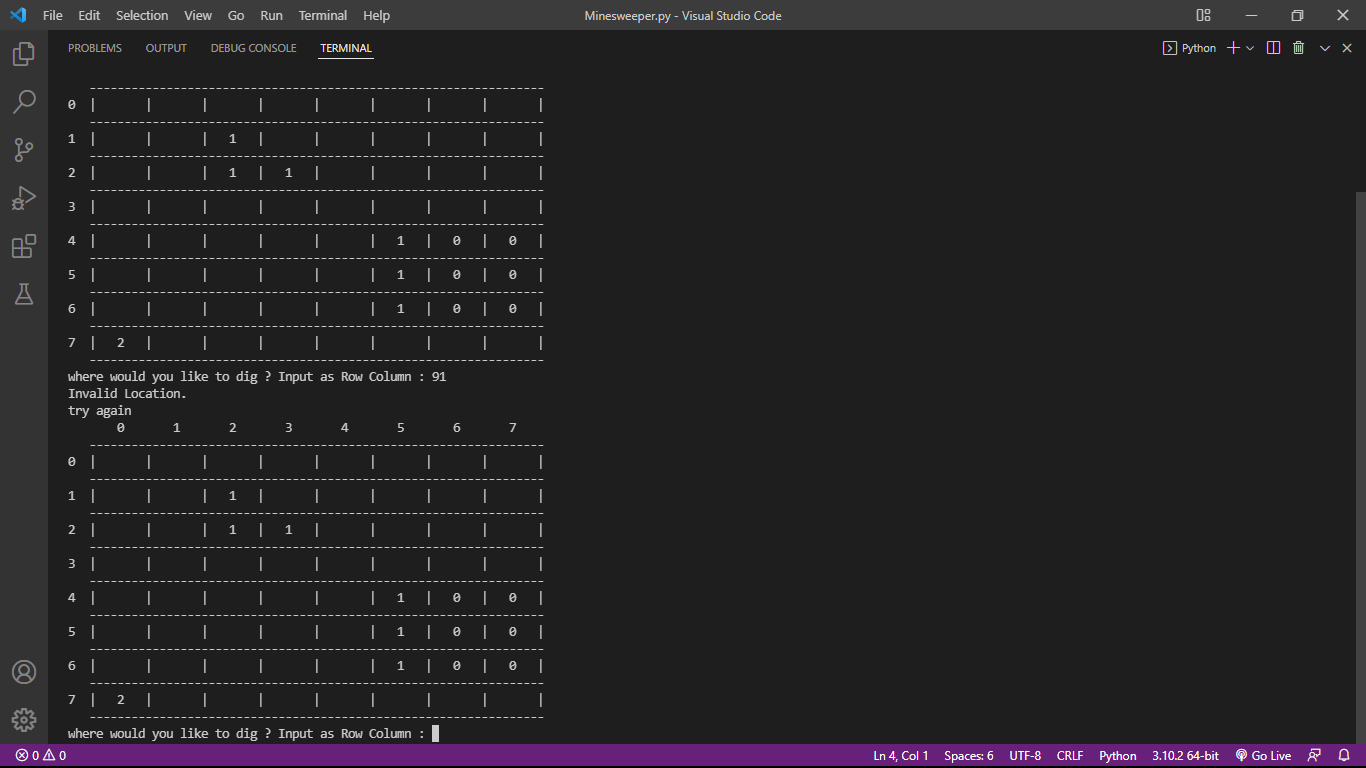 File Edit Selection View Go Run Terminal Help Minesweeper.py - Visual Studio Code
PROBLEMS OUTPUT DEBUG CONSOLE TERMINAL Python
-----------------------------------------------------------------
0 |       |       |       |       |       |       |       |       |
-----------------------------------------------------------------
1 |       |       |   1   |       |       |       |       |       |
-----------------------------------------------------------------
2 |       |       |   1   |   1   |       |       |       |       |
-----------------------------------------------------------------
3 |       |       |       |       |       |       |       |       |
-----------------------------------------------------------------
4 |       |       |       |       |       |   1   |   0   |   0   |
-----------------------------------------------------------------
5 |       |       |       |       |       |   1   |   0   |   0   |
-----------------------------------------------------------------
6 |       |       |       |       |       |   1   |   0   |   0   |
-----------------------------------------------------------------
7 |   2   |       |       |       |       |       |       |       |
-----------------------------------------------------------------
where would you like to dig ? Input as Row Column : 91
Invalid Location.
try again
0 1 2 3 4 5 6 7
-----------------------------------------------------------------
0 |       |       |       |       |       |       |       |       |
-----------------------------------------------------------------
1 |       |       |   1   |       |       |       |       |       |
-----------------------------------------------------------------
2 |       |       |   1   |   1   |       |       |       |       |
-----------------------------------------------------------------
3 |       |       |       |       |       |       |       |       |
-----------------------------------------------------------------
4 |       |       |       |       |       |   1   |   0   |   0   |
-----------------------------------------------------------------
5 |       |       |       |       |       |   1   |   0   |   0   |
-----------------------------------------------------------------
6 |       |       |       |       |       |   1   |   0   |   0   |
-----------------------------------------------------------------
7 |   2   |       |       |       |       |       |       |       |
-----------------------------------------------------------------
where would you like to dig ? Input as Row Column :
0 0 Ln 4, Col 1 Spaces: 6 UTF-8 CRLF Python 3.10.2 64-bit Go Live